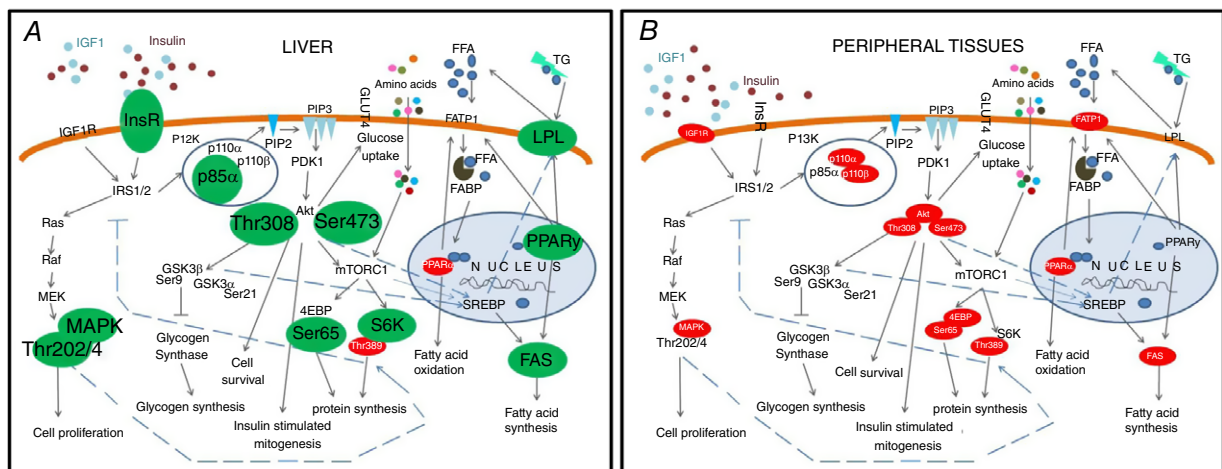 A
LIVER
IGF1
Insulin
InsR
IGF1R
P12K
p110α
p110β
p85α
PIP2
PIP3
PDK1
GLUT4
Glucose
uptake
Amino acids
FFA
FATP1
FFA
FABP
TG
LPL
IRS1/2
Ras
Raf
MEK
MAPK
Thr202/4
Cell proliferation
Thr308
Akt
Ser473
GSK3β
Ser9
GSK3α
Ser21
Glycogen
Synthase
Glycogen synthesis
Cell
survival
Insulin stimulated
mitogenesis
mTORC1
4EBP
Ser65
S6K
Thr389
protein synthesis
PPARα
NUCLEUS
PPARy
SREBP
Fatty acid
oxidation
FAS
Fatty acid
synthesis
B
PERIPHERAL TISSUES
IGF1
Insulin
InsR
IGF1R
P13K
p110α
p85α
p110β
PIP2
PIP3
PDK1
GLUT4
Glucose
uptake
Amino acids
FFA
FATP1
FFA
FABP
TG
LPL
IRS1/2
Ras
Raf
MEK
MAPK
Thr202/4
Cell proliferation
Akt
Thr308
Ser473
GSK3β
Ser9
GSK3α
Ser21
Glycogen
Synthase
Glycogen synthesis
Cell survival
Insulin stimulated
mitogenesis
mTORC1
4EBP
Ser65
S6K
Thr389
protein synthesis
PPARα
NUCLEUS
PPARy
SREBP
Fatty acid
oxidation
FAS
Fatty acid
synthesis